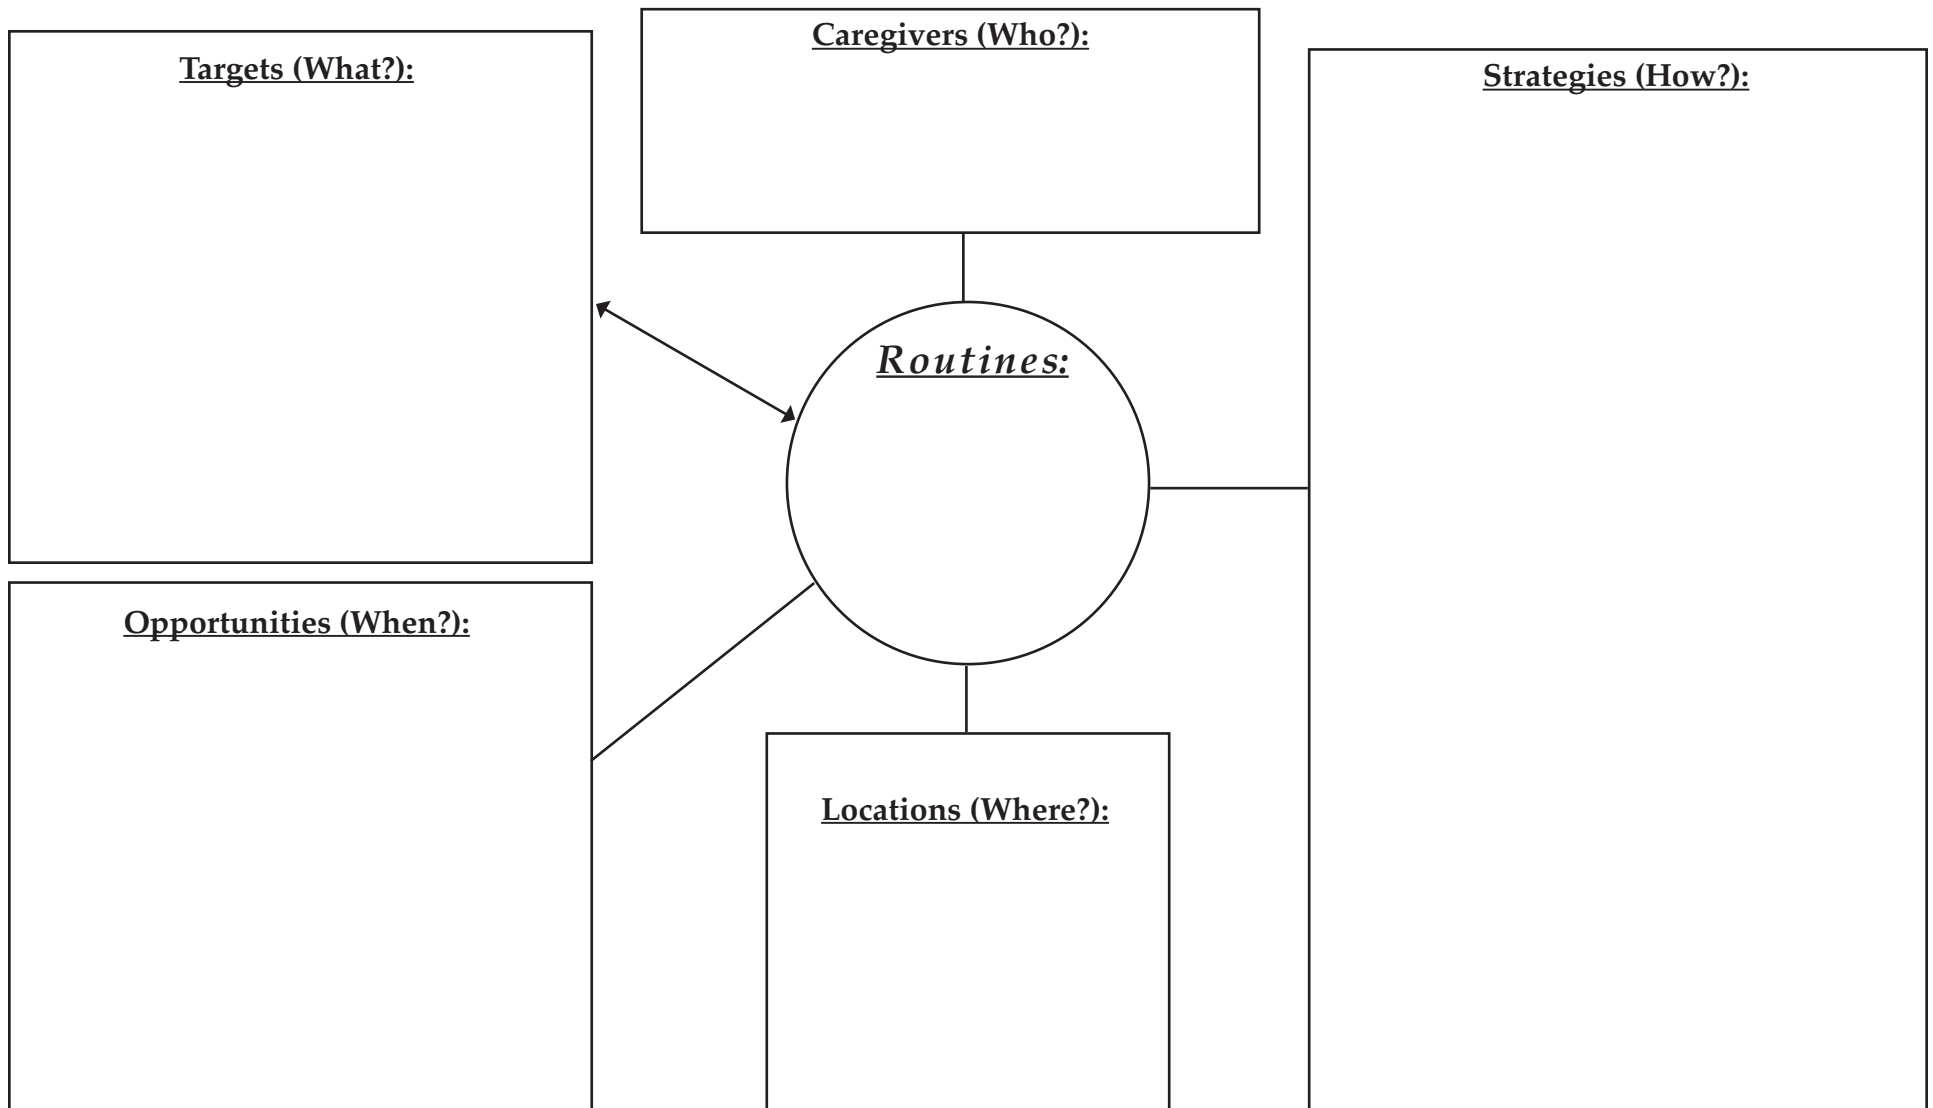 Targets (What?):
Caregivers (Who?):
Strategies (How?):
Routines:
Opportunities (When?):
Locations (Where?):